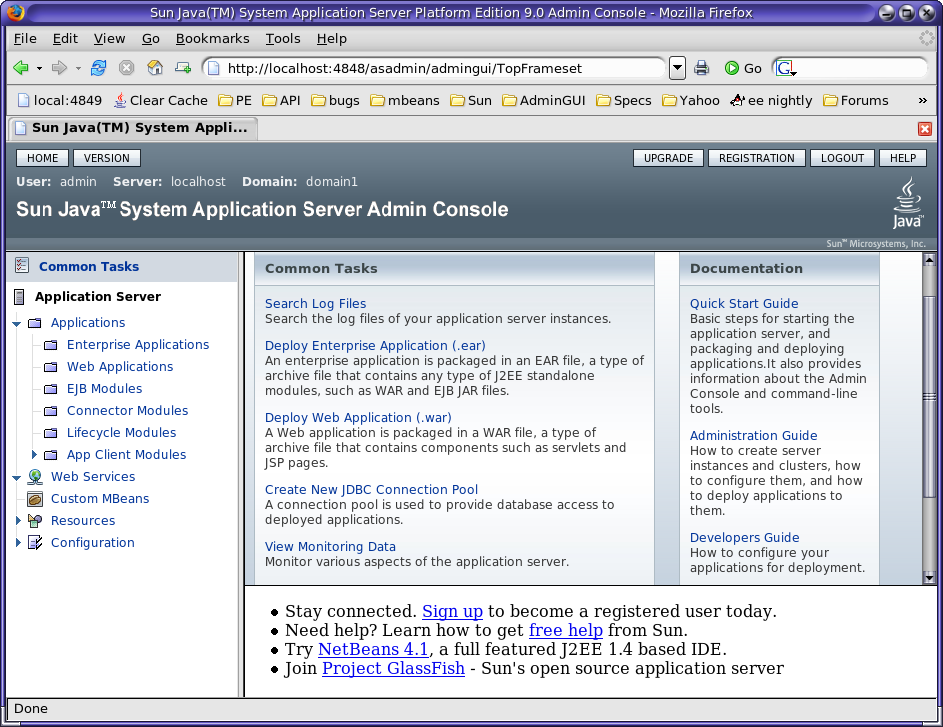 Sun Java(TM) System Application Server Platform Edition 9.0 Admin Console - Mozilla Firefox
File Edit View Go Bookmarks Tools Help
http://localhost:4848/asadmin/admingui/TopFrameset Go G
local:4849 Clear Cache PE API bugs mbeans Sun AdminGUI Specs Yahoo ee nightly Forums »
Sun Java(TM) System Appli...
HOME VERSION UPGRADE REGISTRATION LOGOUT HELP
User: admin Server: localhost Domain: domain1
Sun Java™ System Application Server Admin Console
Java™
Sun™ Microsystems, Inc.
Common Tasks
Application Server
Applications
Enterprise Applications
Web Applications
EJB Modules
Connector Modules
Lifecycle Modules
App Client Modules
Web Services
Custom MBeans
Resources
Configuration
Common Tasks
Search Log Files
Search the log files of your application server instances.
Deploy Enterprise Application (.ear)
An enterprise application is packaged in an EAR file, a type of
archive file that contains any type of J2EE standalone
modules, such as WAR and EJB JAR files.
Deploy Web Application (.war)
A Web application is packaged in a WAR file, a type of
archive file that contains components such as servlets and
JSP pages.
Create New JDBC Connection Pool
A connection pool is used to provide database access to
deployed applications.
View Monitoring Data
Monitor various aspects of the application server.
Documentation
Quick Start Guide
Basic steps for starting the
application server, and
packaging and deploying
applications.It also provides
information about the Admin
Console and command-line
tools.
Administration Guide
How to create server
instances and clusters, how
to configure them, and how
to deploy applications to
them.
Developers Guide
How to configure your
applications for deployment.
• Stay connected. Sign up to become a registered user today.
• Need help? Learn how to get free help from Sun.
• Try NetBeans 4.1, a full featured J2EE 1.4 based IDE.
• Join Project GlassFish - Sun's open source application server
Done